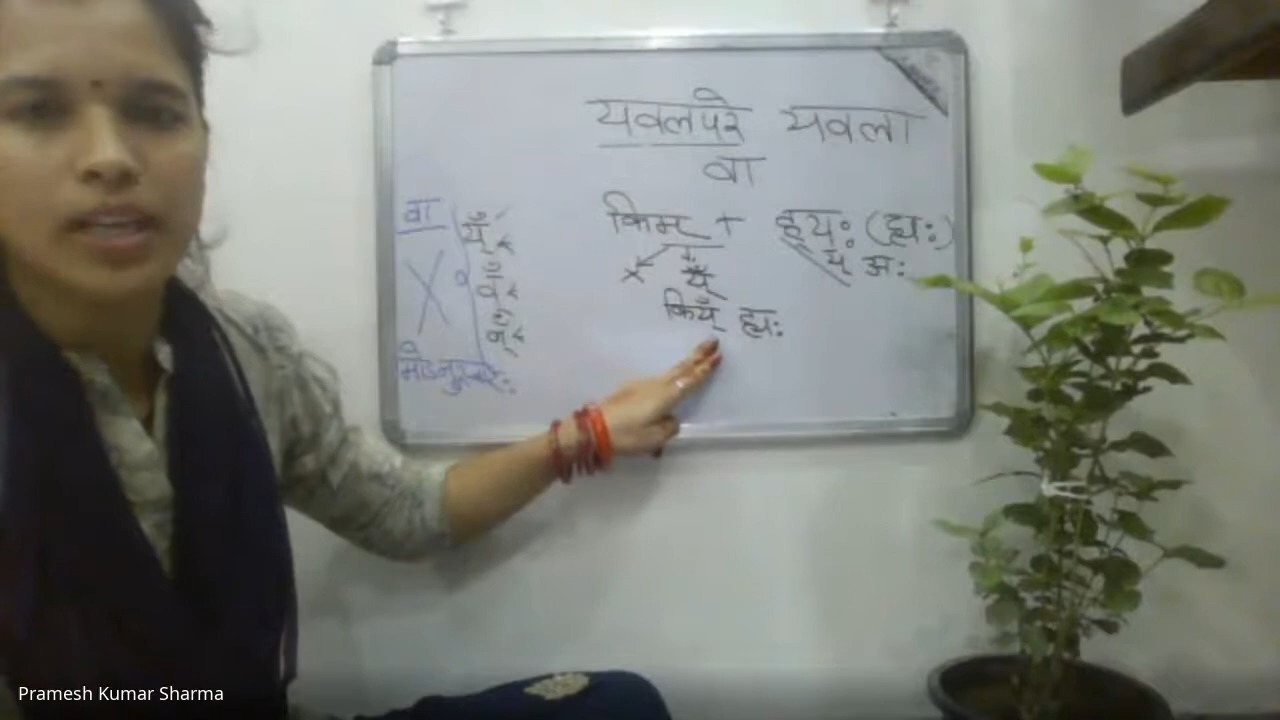 यवलपरे यवला
वा
किम् + ह्यः (ह्यः)
य् अः
X यँ्
किँय् ह्यः
वा
यँ्
वँ्
लँ्
मोऽनुस्वारः
Pramesh Kumar Sharma